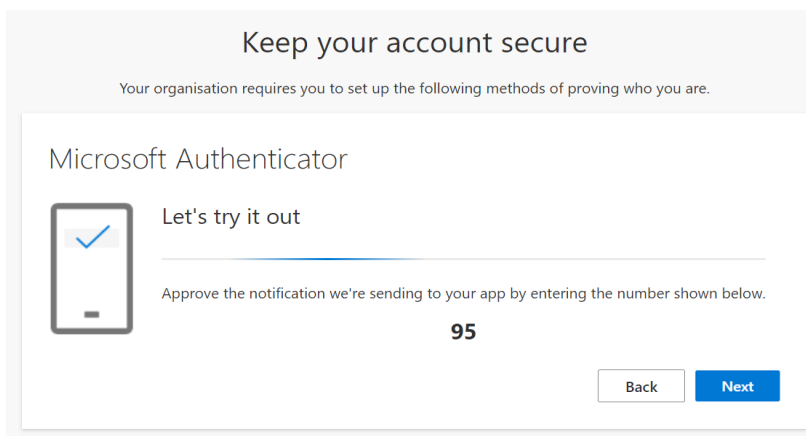 Keep your account secure
Your organisation requires you to set up the following methods of proving who you are.
Microsoft Authenticator
Let's try it out
Approve the notification we're sending to your app by entering the number shown below.
95
Back Next